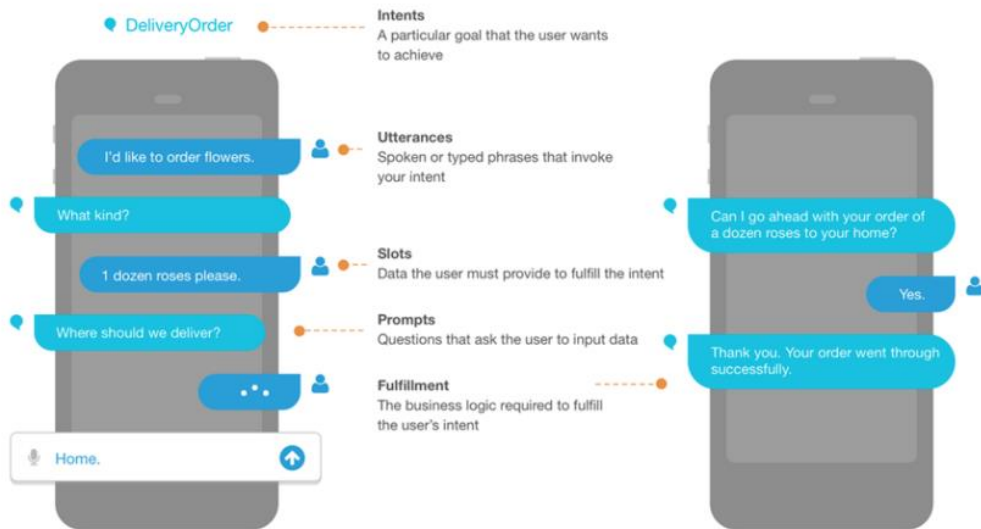 DeliveryOrder
Intents
A particular goal that the user wants
to achieve
I'd like to order flowers.
Utterances
Spoken or typed phrases that invoke
your intent
What kind?
1 dozen roses please.
Slots
Data the user must provide to fulfill the intent
Where should we deliver?
Prompts
Questions that ask the user to input data
Fulfillment
The business logic required to fulfill
the user's intent
Home.
Can I go ahead with your order of
a dozen roses to your home?
Yes.
Thank you. Your order went through
successfully.